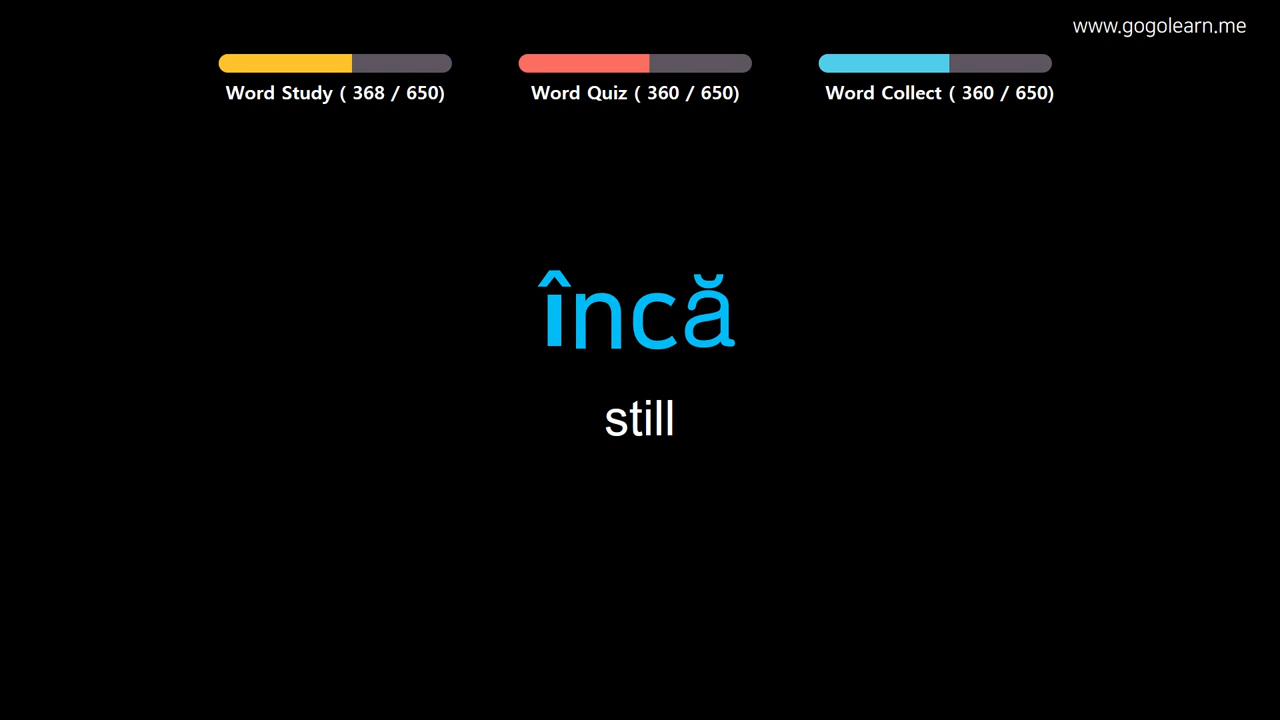 www.gogolearn.me
Word Study ( 368 / 650)
Word Quiz ( 360 / 650)
Word Collect ( 360 / 650)
încă
still